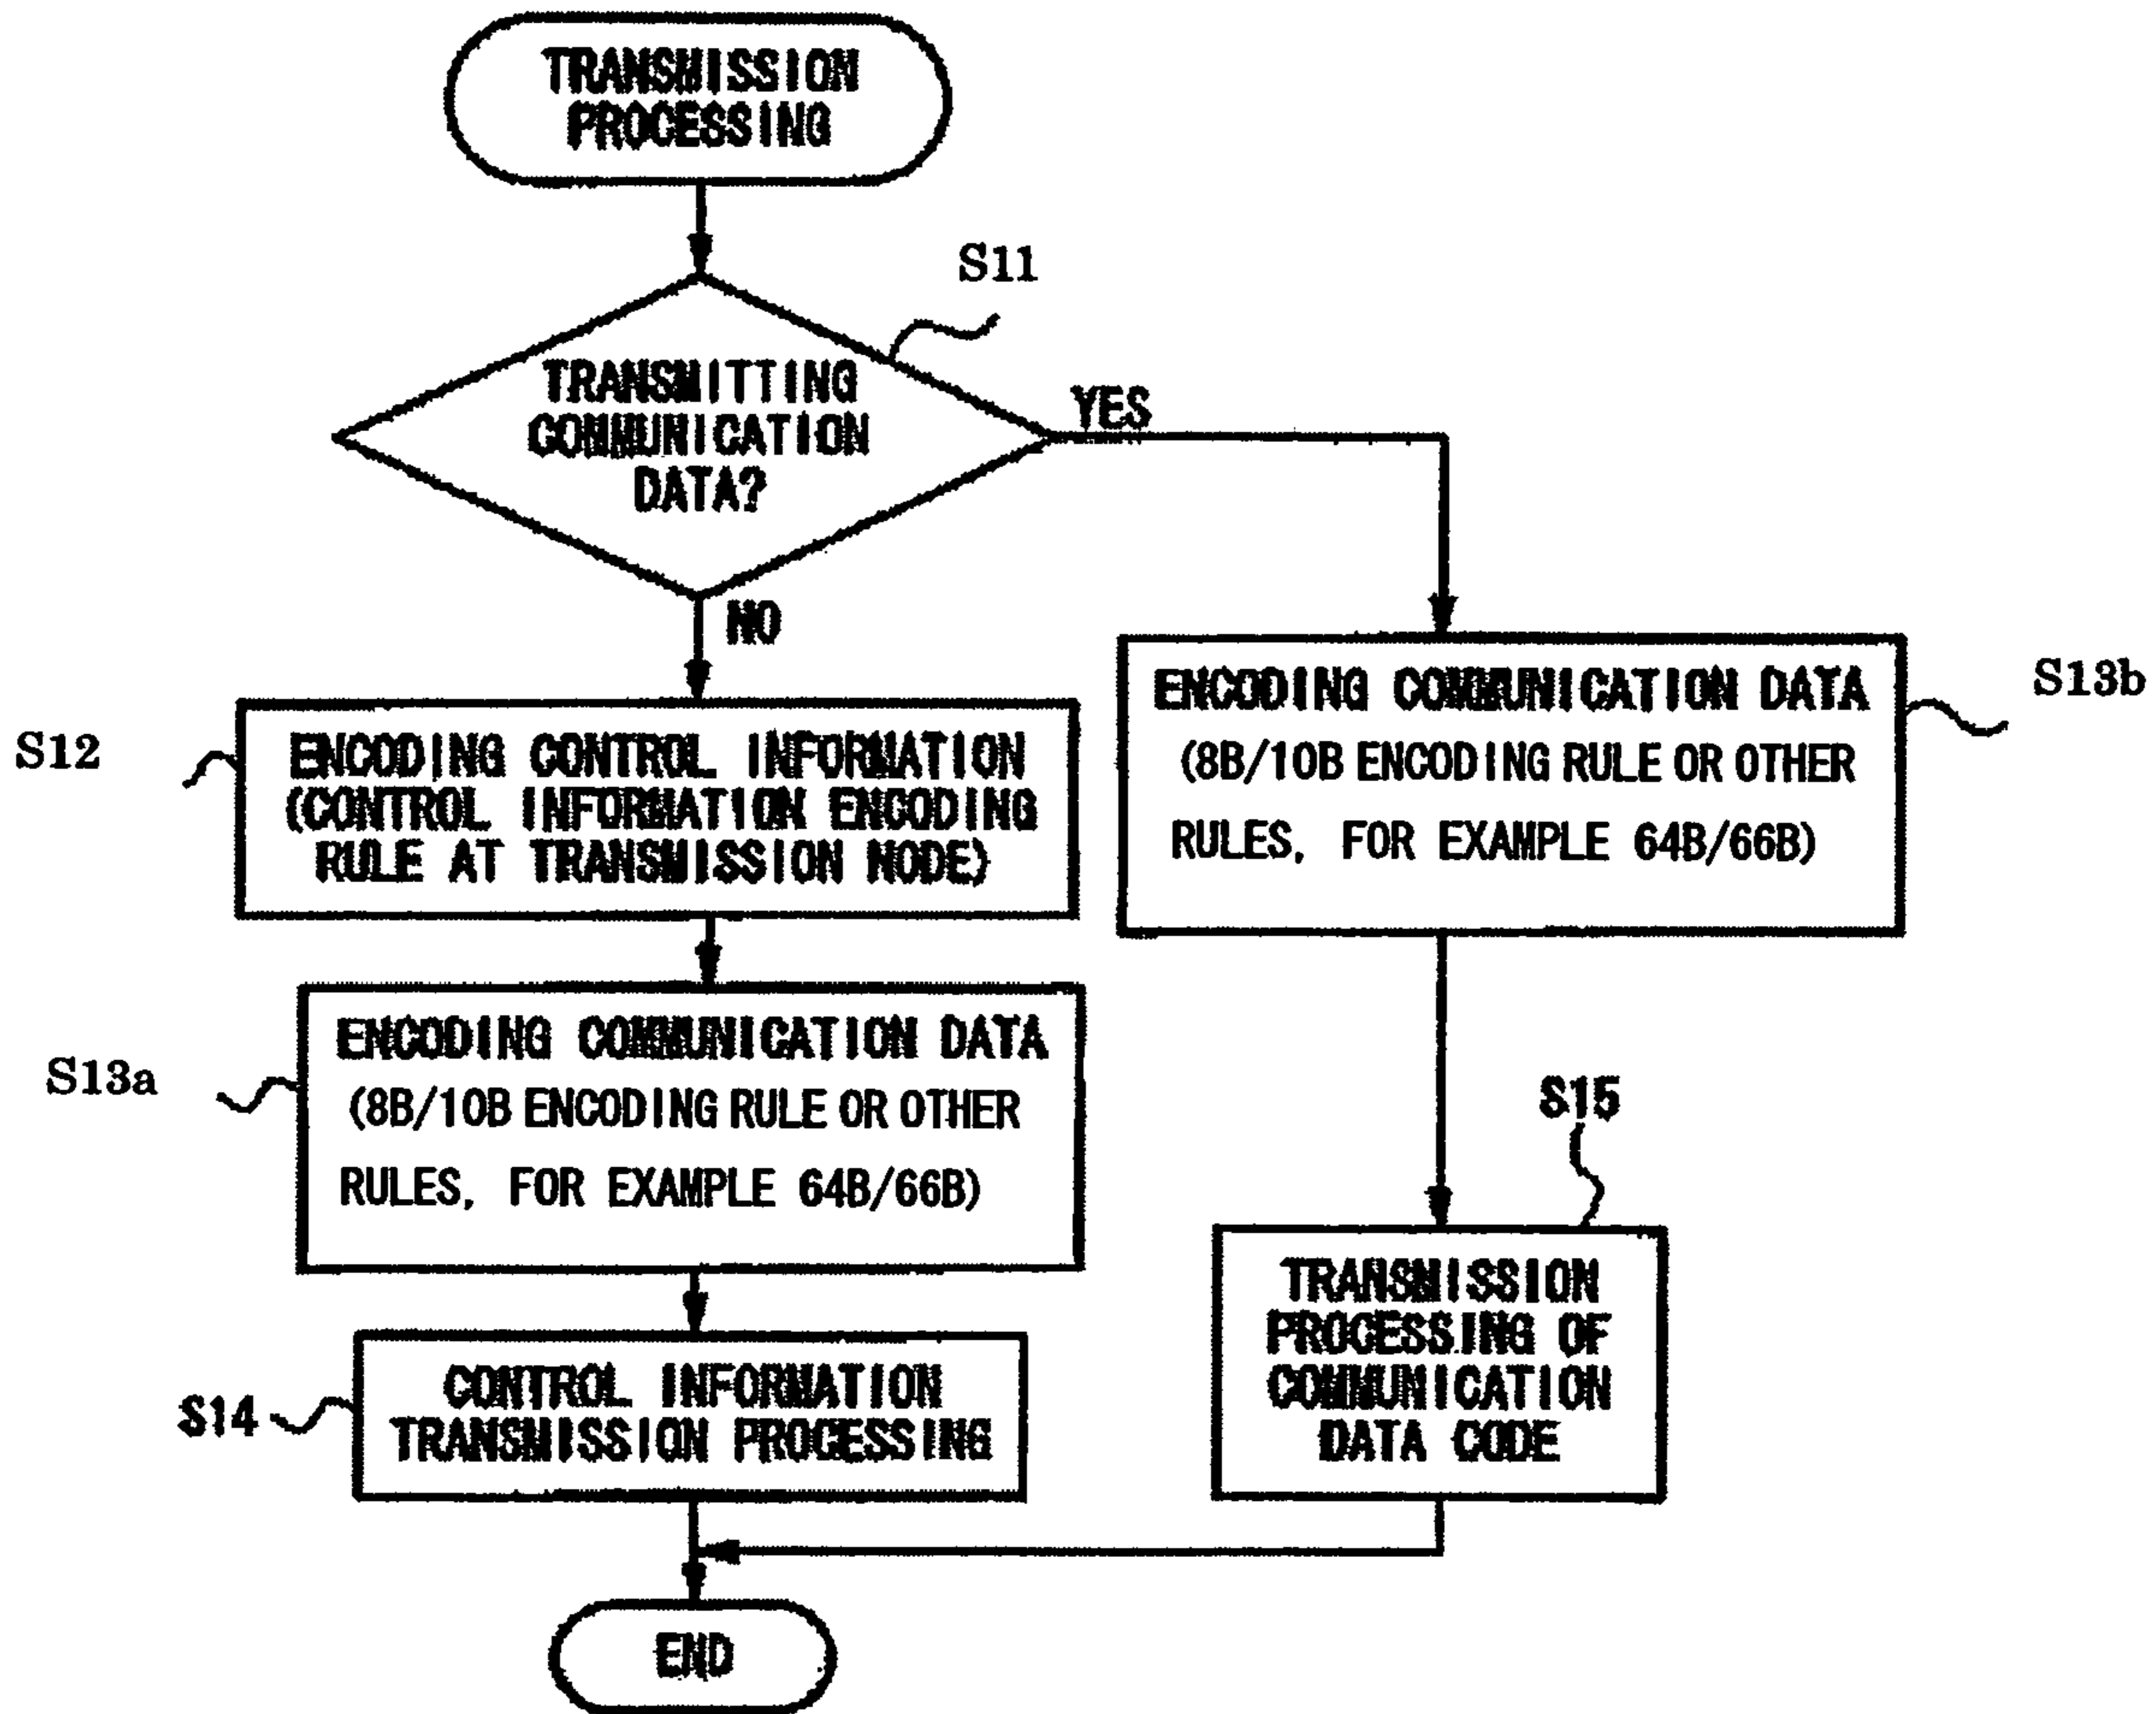 TRANSMISSION
PROCESSING
S11
TRANSMITTING
COMMUNICATION
DATA?
YES
NO
S12
ENCODING CONTROL INFORMATION
(CONTROL INFORMATION ENCODING
RULE AT TRANSMISSION NODE)
ENCODING COMMUNICATION DATA
(8B/10B ENCODING RULE OR OTHER
RULES, FOR EXAMPLE 64B/66B)
S13b
S13a
ENCODING COMMUNICATION DATA
(8B/10B ENCODING RULE OR OTHER
RULES, FOR EXAMPLE 64B/66B)
S15
TRANSMISSION
PROCESSING OF
COMMUNICATION
DATA CODE
S14
CONTROL INFORMATION
TRANSMISSION PROCESSING
END